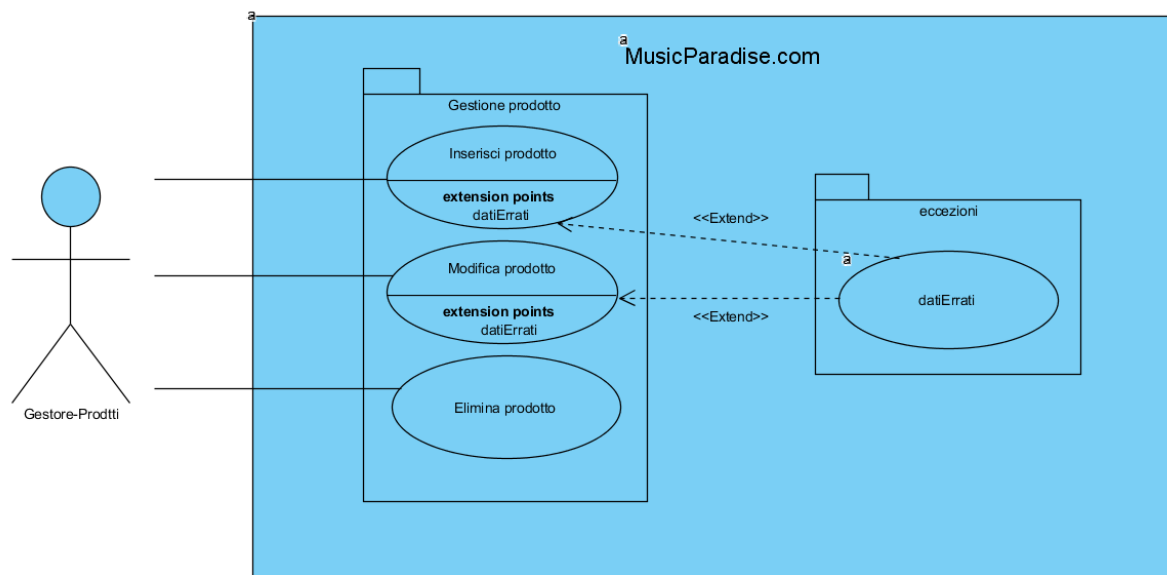 a
a
MusicParadise.com
Gestione prodotto
Inserisci prodotto
extension points
datiErrati
<<Extend>>
eccezioni
a
Modifica prodotto
extension points
datiErrati
<<Extend>>
datiErrati
Elimina prodotto
Gestore-Prodtti